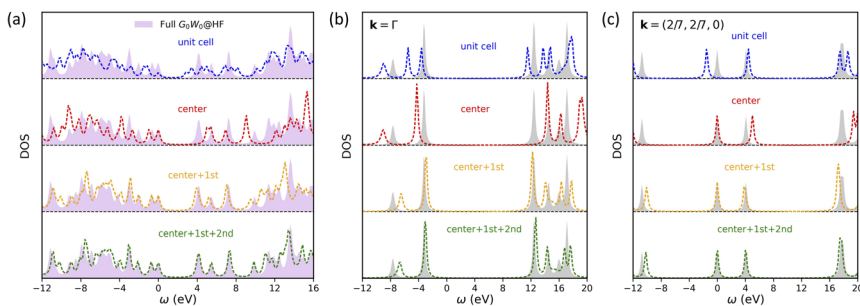 (a)
Full G₀W₀@HF
unit cell
center
center+1st
center+1st+2nd
DOS
−12 −8 −4 0 4 8 12 16
ω (eV)
(b)
k = Γ
unit cell
center
center+1st
center+1st+2nd
DOS
−12 −8 −4 0 4 8 12 16 20
ω (eV)
(c)
k = (2/7, 2/7, 0)
unit cell
center
center+1st
center+1st+2nd
DOS
−12 −8 −4 0 4 8 12 16 20
ω (eV)